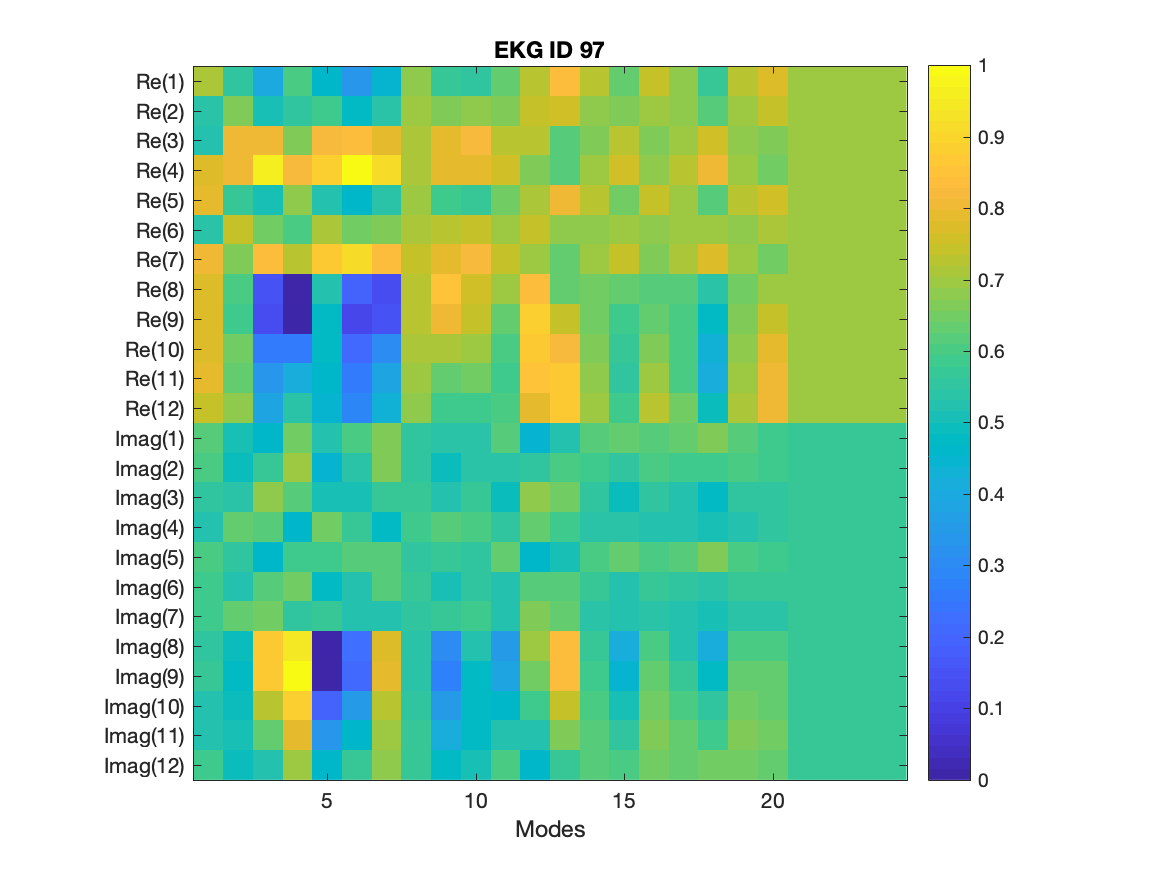 EKG ID 97
Re(1)
Re(2)
Re(3)
Re(4)
Re(5)
Re(6)
Re(7)
Re(8)
Re(9)
Re(10)
Re(11)
Re(12)
Imag(1)
Imag(2)
Imag(3)
Imag(4)
Imag(5)
Imag(6)
Imag(7)
Imag(8)
Imag(9)
Imag(10)
Imag(11)
Imag(12)
5 10 15 20
Modes
1
0.9
0.8
0.7
0.6
0.5
0.4
0.3
0.2
0.1
0